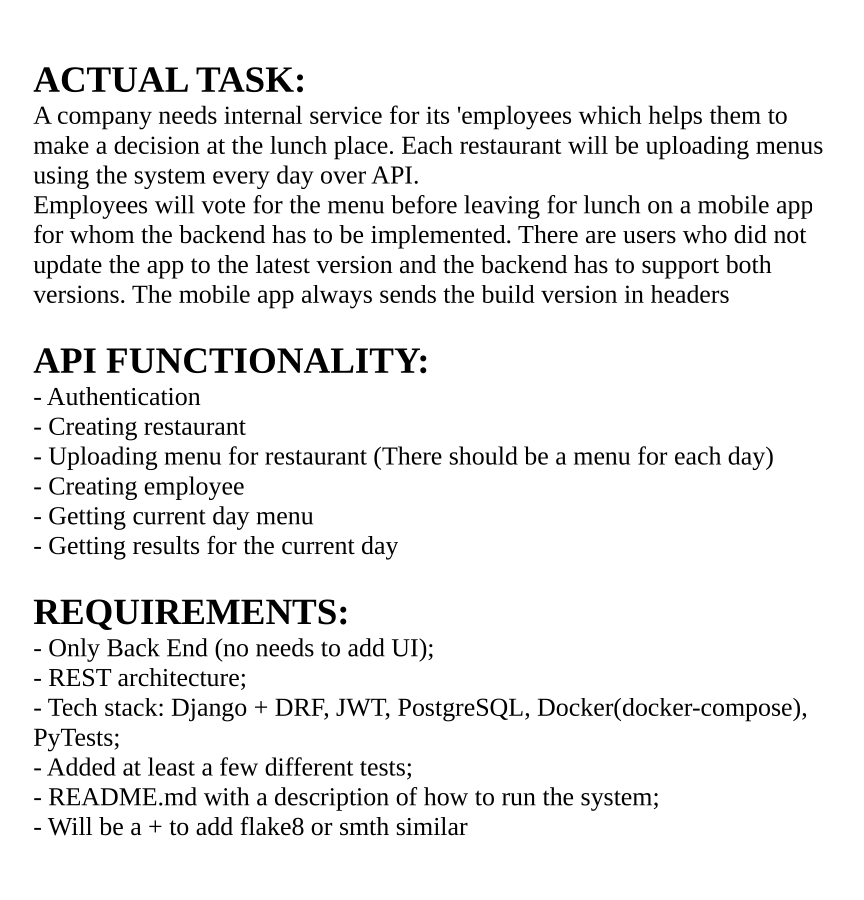 ACTUAL TASK:
A company needs internal service for its 'employees which helps them to
make a decision at the lunch place. Each restaurant will be uploading menus
using the system every day over API.
Employees will vote for the menu before leaving for lunch on a mobile app
for whom the backend has to be implemented. There are users who did not
update the app to the latest version and the backend has to support both
versions. The mobile app always sends the build version in headers
API FUNCTIONALITY:
- Authentication
- Creating restaurant
- Uploading menu for restaurant (There should be a menu for each day)
- Creating employee
- Getting current day menu
- Getting results for the current day
REQUIREMENTS:
- Only Back End (no needs to add UI);
- REST architecture;
- Tech stack: Django + DRF, JWT, PostgreSQL, Docker(docker-compose),
PyTests;
- Added at least a few different tests;
- README.md with a description of how to run the system;
- Will be a + to add flake8 or smth similar